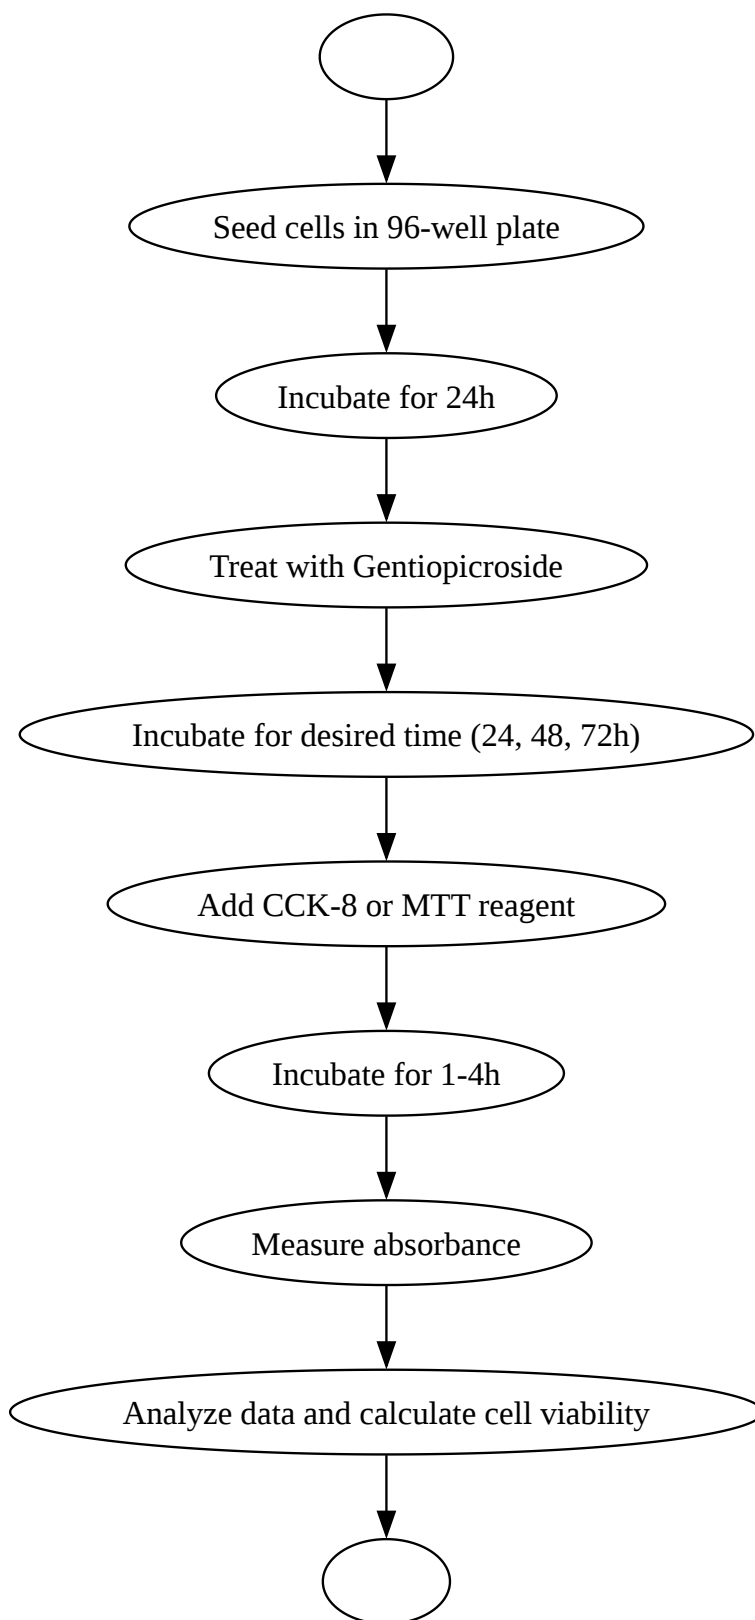 Seed cells in 96-well plate
Incubate for 24h
Treat with Gentiopicroside
Incubate for desired time (24, 48, 72h)
Add CCK-8 or MTT reagent
Incubate for 1-4h
Measure absorbance
Analyze data and calculate cell viability